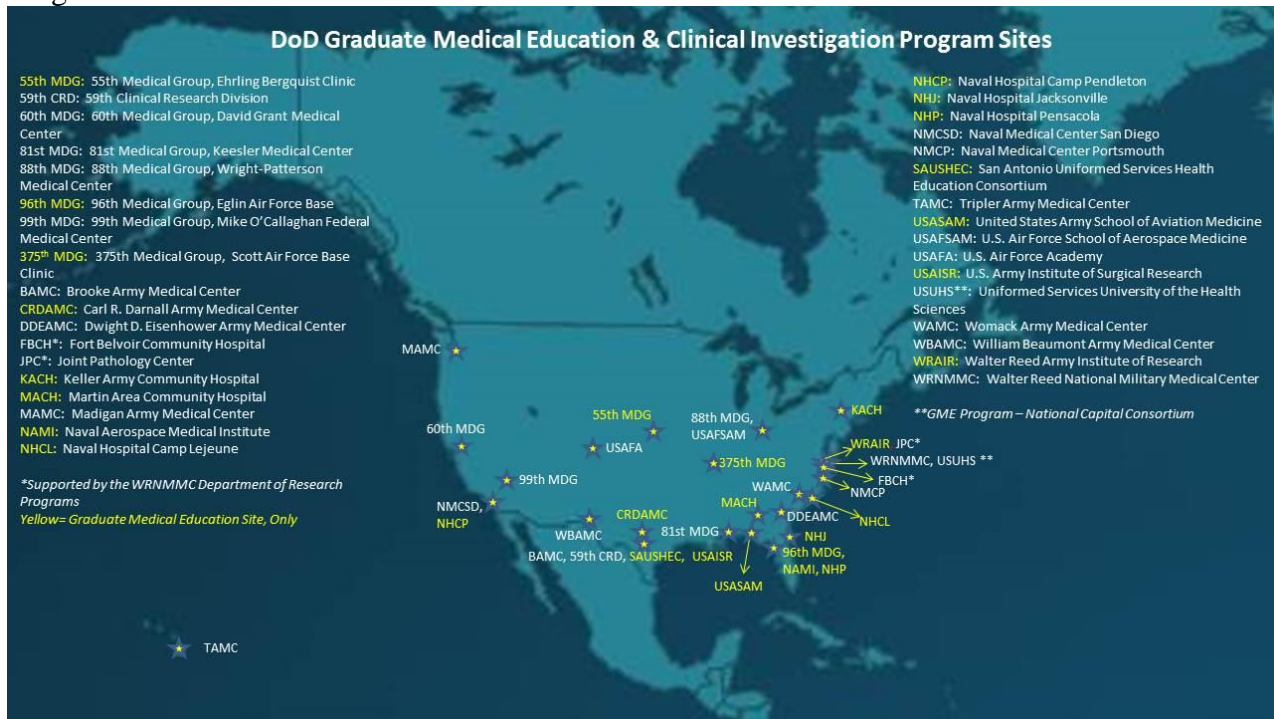 DoD Graduate Medical Education & Clinical Investigation Program Sites
55th MDG: 55th Medical Group, Ehrling Bergquist Clinic
59th CRD: 59th Clinical Research Division
60th MDG: 60th Medical Group, David Grant Medical
Center
81st MDG: 81st Medical Group, Keesler Medical Center
88th MDG: 88th Medical Group, Wright-Patterson
Medical Center
96th MDG: 96th Medical Group, Eglin Air Force Base
99th MDG: 99th Medical Group, Mike O'Callaghan Federal
Medical Center
375th MDG: 375th Medical Group, Scott Air Force Base
Clinic
BAMC: Brooke Army Medical Center
CRDAMC: Carl R. Darnall Army Medical Center
DDEAMC: Dwight D. Eisenhower Army Medical Center
FBCH*: Fort Belvoir Community Hospital
JPC*: Joint Pathology Center
KACH: Keller Army Community Hospital
MACH: Martin Area Community Hospital
MAMC: Madigan Army Medical Center
NAMI: Naval Aerospace Medical Institute
NHCL: Naval Hospital Camp Lejeune
*Supported by the WRNMMC Department of Research
Programs
Yellow= Graduate Medical Education Site, Only
NHCP: Naval Hospital Camp Pendleton
NHJ: Naval Hospital Jacksonville
NHP: Naval Hospital Pensacola
NMCSD: Naval Medical Center San Diego
NMCP: Naval Medical Center Portsmouth
SAUSHEC: San Antonio Uniformed Services Health
Education Consortium
TAMC: Tripler Army Medical Center
USASAM: United States Army School of Aviation Medicine
USAFSAM: U.S. Air Force School of Aerospace Medicine
USAFA: U.S. Air Force Academy
USAISR: U.S. Army Institute of Surgical Research
USUHS**: Uniformed Services University of the Health
Sciences
WAMC: Womack Army Medical Center
WBAMC: William Beaumont Army Medical Center
WRAIR: Walter Reed Army Institute of Research
WRNMMC: Walter Reed National Military Medical Center
**GME Program – National Capital Consortium
MAMC
60th MDG
99th MDG
NMCSD,
NHCP
55th MDG
USAFA
88th MDG,
USAFSAM
375th MDG
KACH
WRAIR JPC*
WRNMMC, USUHS **
FBCH*
NMCP
WAMC
NHCL
MACH
DDEAMC
WBAMC
CRDAMC
81st MDG
NHJ
BAMC, 59th CRD, SAUSHEC, USAISR
96th MDG,
NAMI, NHP
USASAM
TAMC